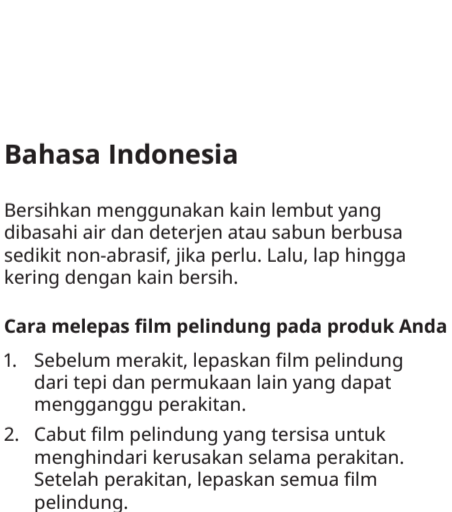 Bahasa Indonesia
Bersihkan menggunakan kain lembut yang
dibasahi air dan deterjen atau sabun berbusa
sedikit non-abrasif, jika perlu. Lalu, lap hingga
kering dengan kain bersih.
Cara melepas film pelindung pada produk Anda
1. Sebelum merakit, lepaskan film pelindung
dari tepi dan permukaan lain yang dapat
mengganggu perakitan.
2. Cabut film pelindung yang tersisa untuk
menghindari kerusakan selama perakitan.
Setelah perakitan, lepaskan semua film
pelindung.